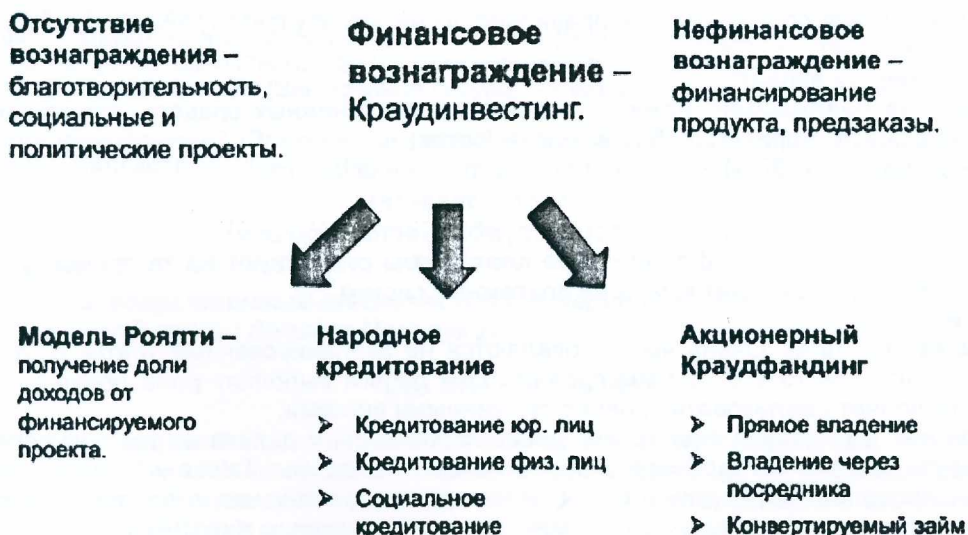 Отсутствие
вознаграждения –
благотворительность,
социальные и
политические проекты.
Финансовое
вознаграждение –
Краудинвестинг.
Нефинансовое
вознаграждение –
финансирование
продукта, предзаказы.
Модель Роялти –
получение доли
доходов от
финансируемого
проекта.
Народное
кредитование
➤ Кредитование юр. лиц
➤ Кредитование физ. лиц
➤ Социальное
кредитование
Акционерный
Краудфандинг
➤ Прямое владение
➤ Владение через
посредника
➤ Конвертируемый займ